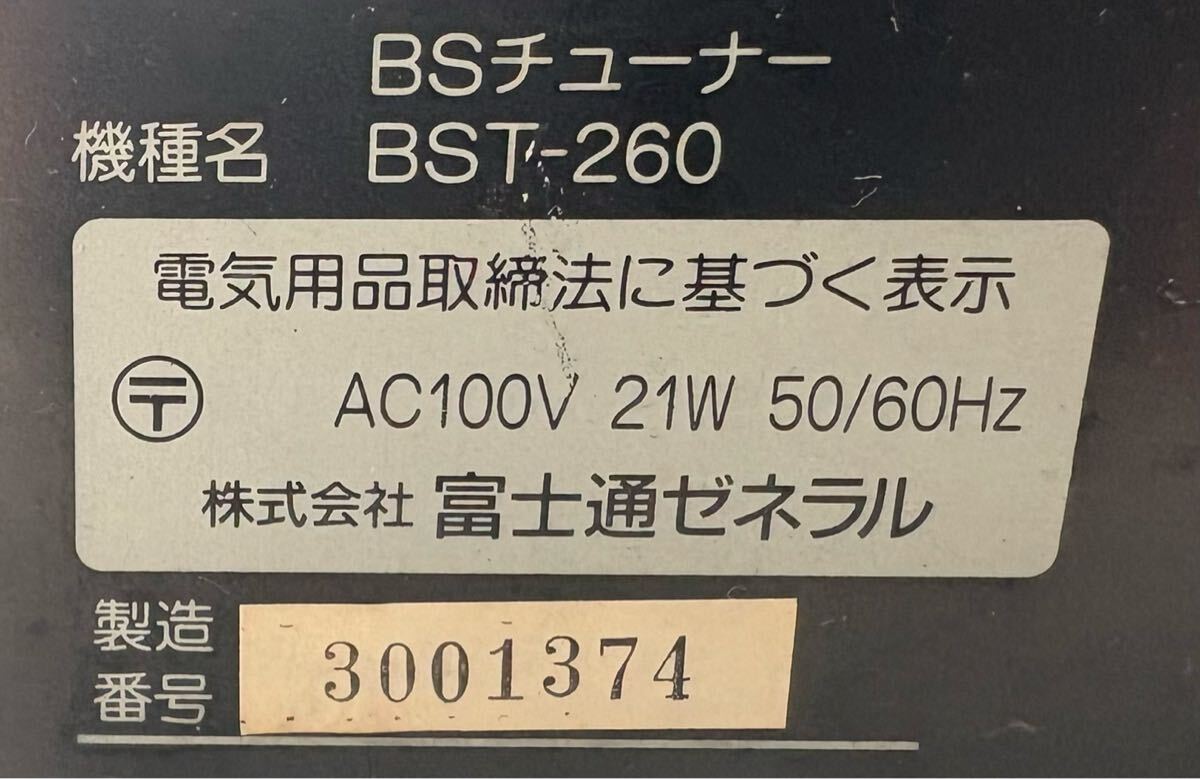 BSチューナー
機種名 BST-260
電気用品取締法に基づく表示
〒 AC100V 21W 50/60Hz
株式会社 富士通ゼネラル
製造番号 3001374